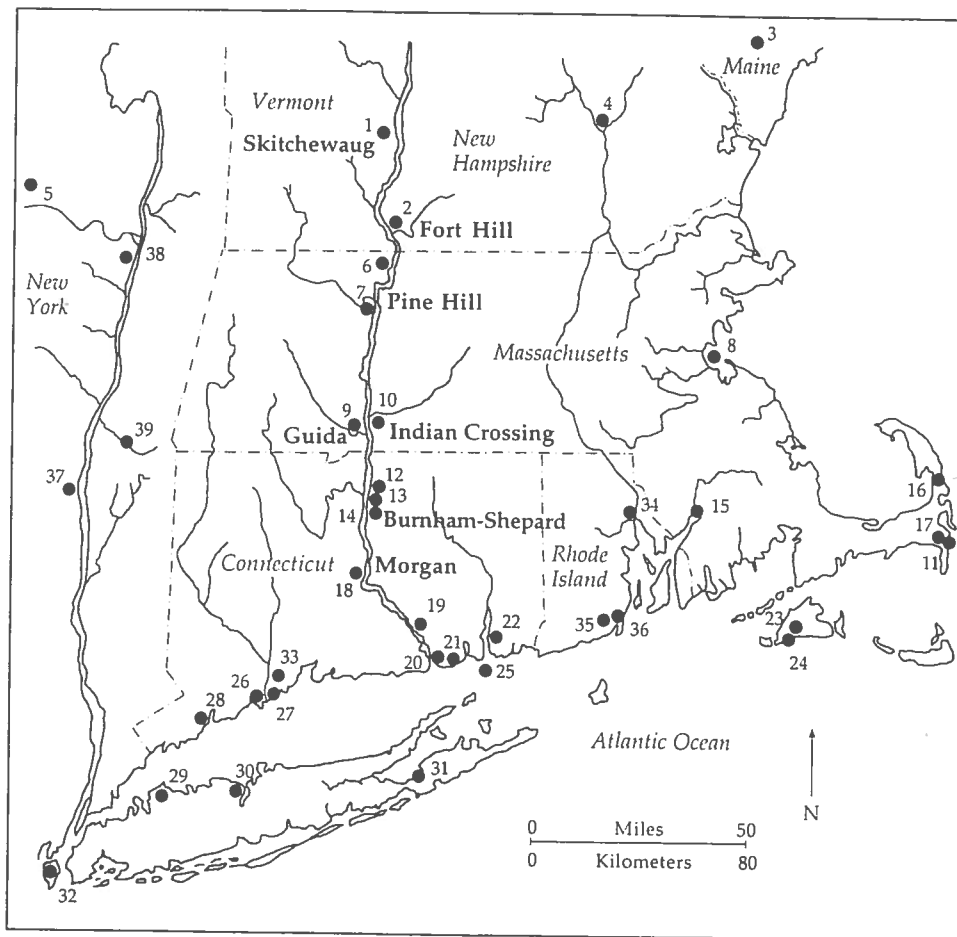 3
Maine
4
Vermont
1
Skitchewaug
New
Hampshire
5
2
Fort Hill
38
6
New
York
7
Pine Hill
Massachusetts
8
9
10
Guida
Indian Crossing
39
37
12
13
14
Burnham-Shepard
34
15
16
17
11
Connecticut
Morgan
18
Rhode
Island
19
22
35
36
23
24
20
21
25
33
26
27
28
Atlantic Ocean
29
30
31
N
0 Miles 50
0 Kilometers 80
32